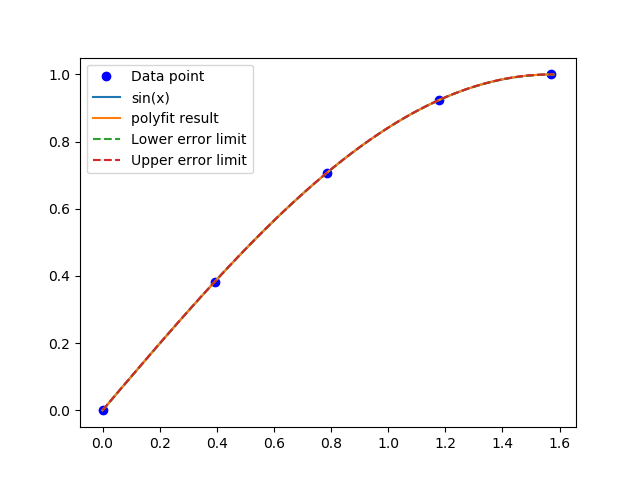 Data point
sin(x)
polyfit result
Lower error limit
Upper error limit
1.0
0.8
0.6
0.4
0.2
0.0
0.0 0.2 0.4 0.6 0.8 1.0 1.2 1.4 1.6